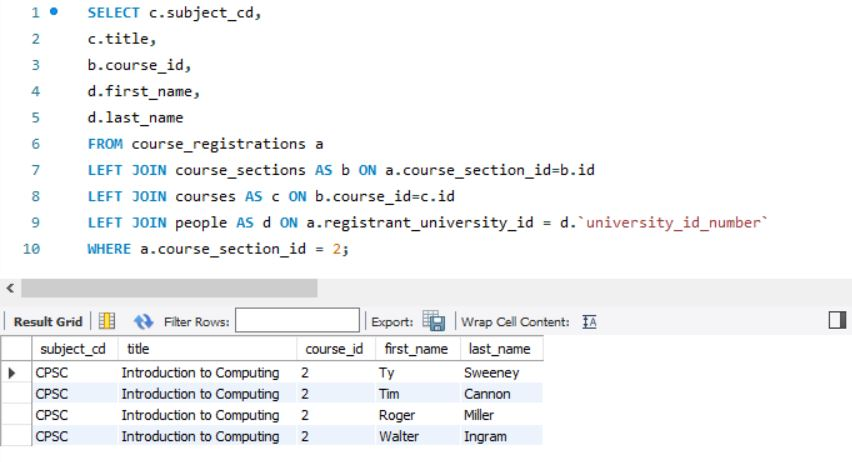 1 SELECT c.subject_cd,
2 c.title,
3 b.course_id,
4 d.first_name,
5 d.last_name
6 FROM course_registrations a
7 LEFT JOIN course_sections AS b ON a.course_section_id=b.id
8 LEFT JOIN courses AS c ON b.course_id=c.id
9 LEFT JOIN people AS d ON a.registrant_university_id = d.`university_id_number`
10 WHERE a.course_section_id = 2;
Result Grid Filter Rows: Export: Wrap Cell Content:
subject_cd title course_id first_name last_name
CPSC Introduction to Computing 2 Ty Sweeney
CPSC Introduction to Computing 2 Tim Cannon
CPSC Introduction to Computing 2 Roger Miller
CPSC Introduction to Computing 2 Walter Ingram